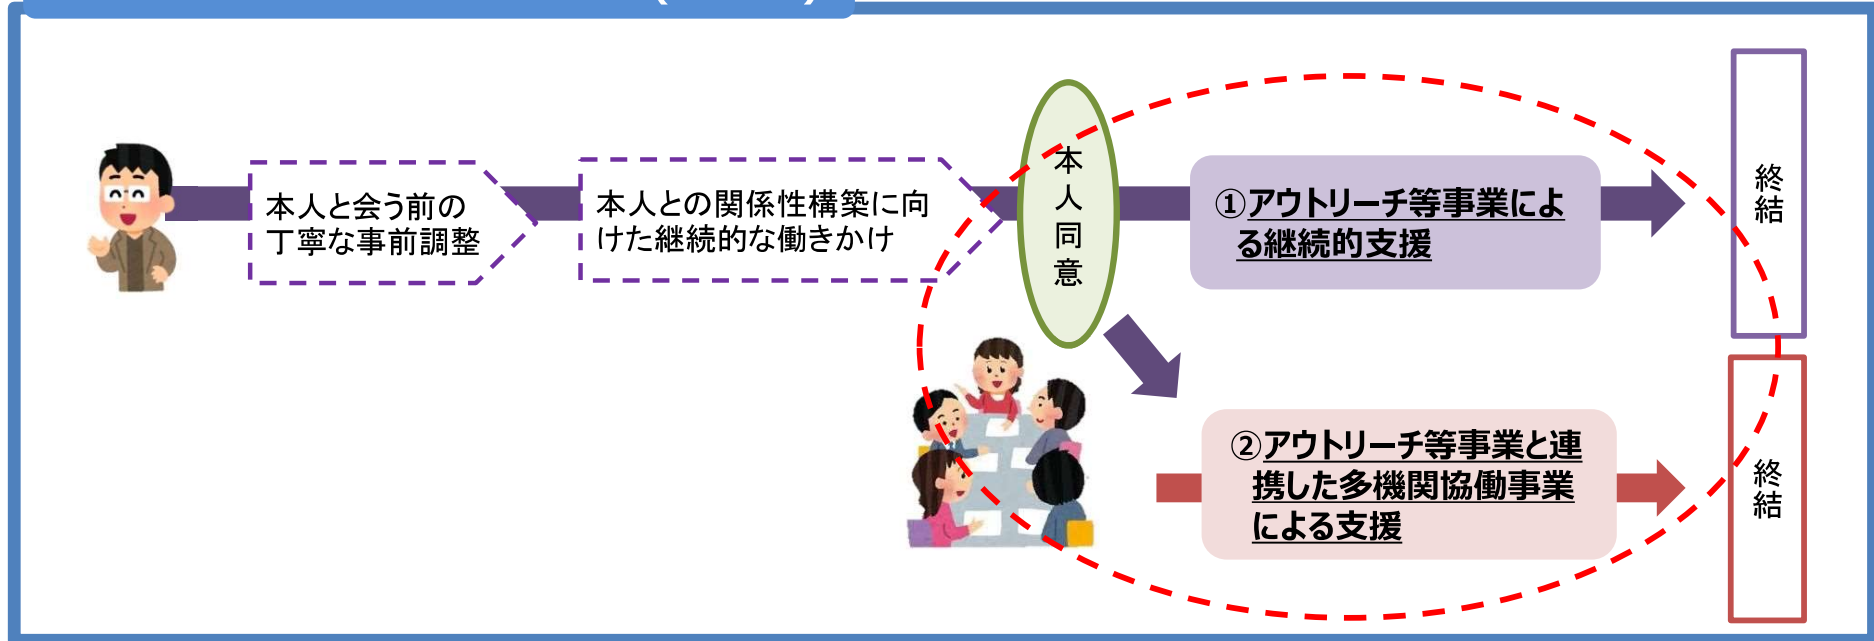 本人と会う前の
丁寧な事前調整
本人との関係性構築に向
けた継続的な働きかけ
本人同意
①アウトリーチ等事業によ
る継続的支援
終結
②アウトリーチ等事業と連
携した多機関協働事業
による支援
終結